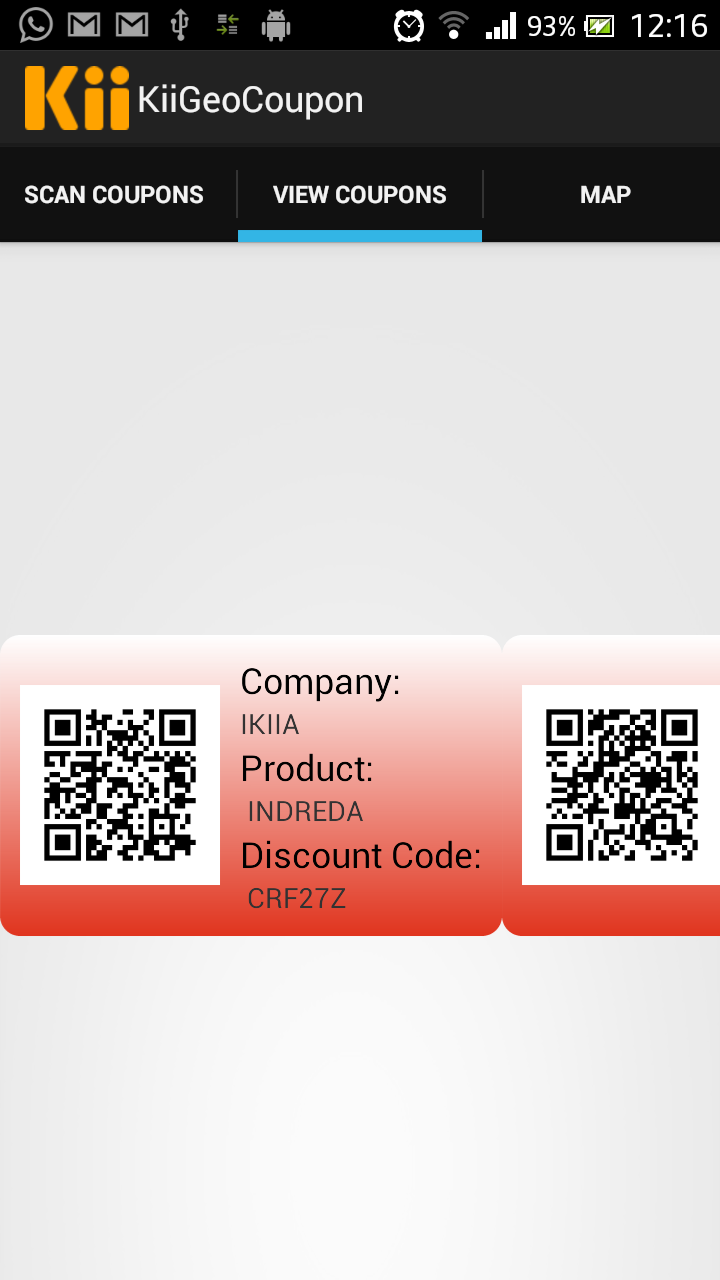 93% 12:16
Kii KiiGeoCoupon
SCAN COUPONS VIEW COUPONS MAP
Company:
IKIIA
Product:
INDREDA
Discount Code:
CRF27Z